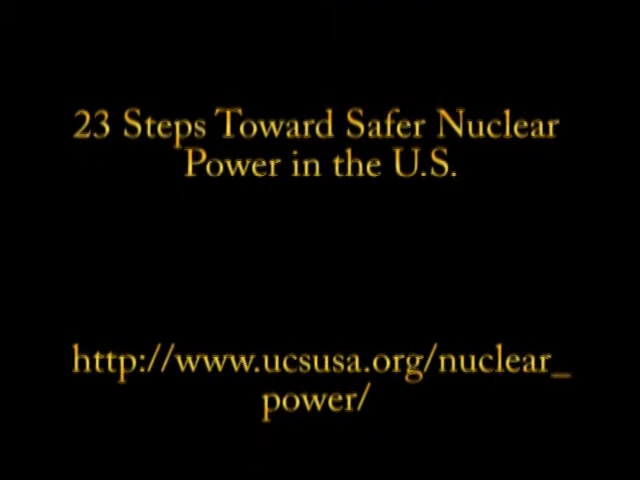 23 Steps Toward Safer Nuclear
Power in the U.S.
http://www.ucsusa.org/nuclear_
power/